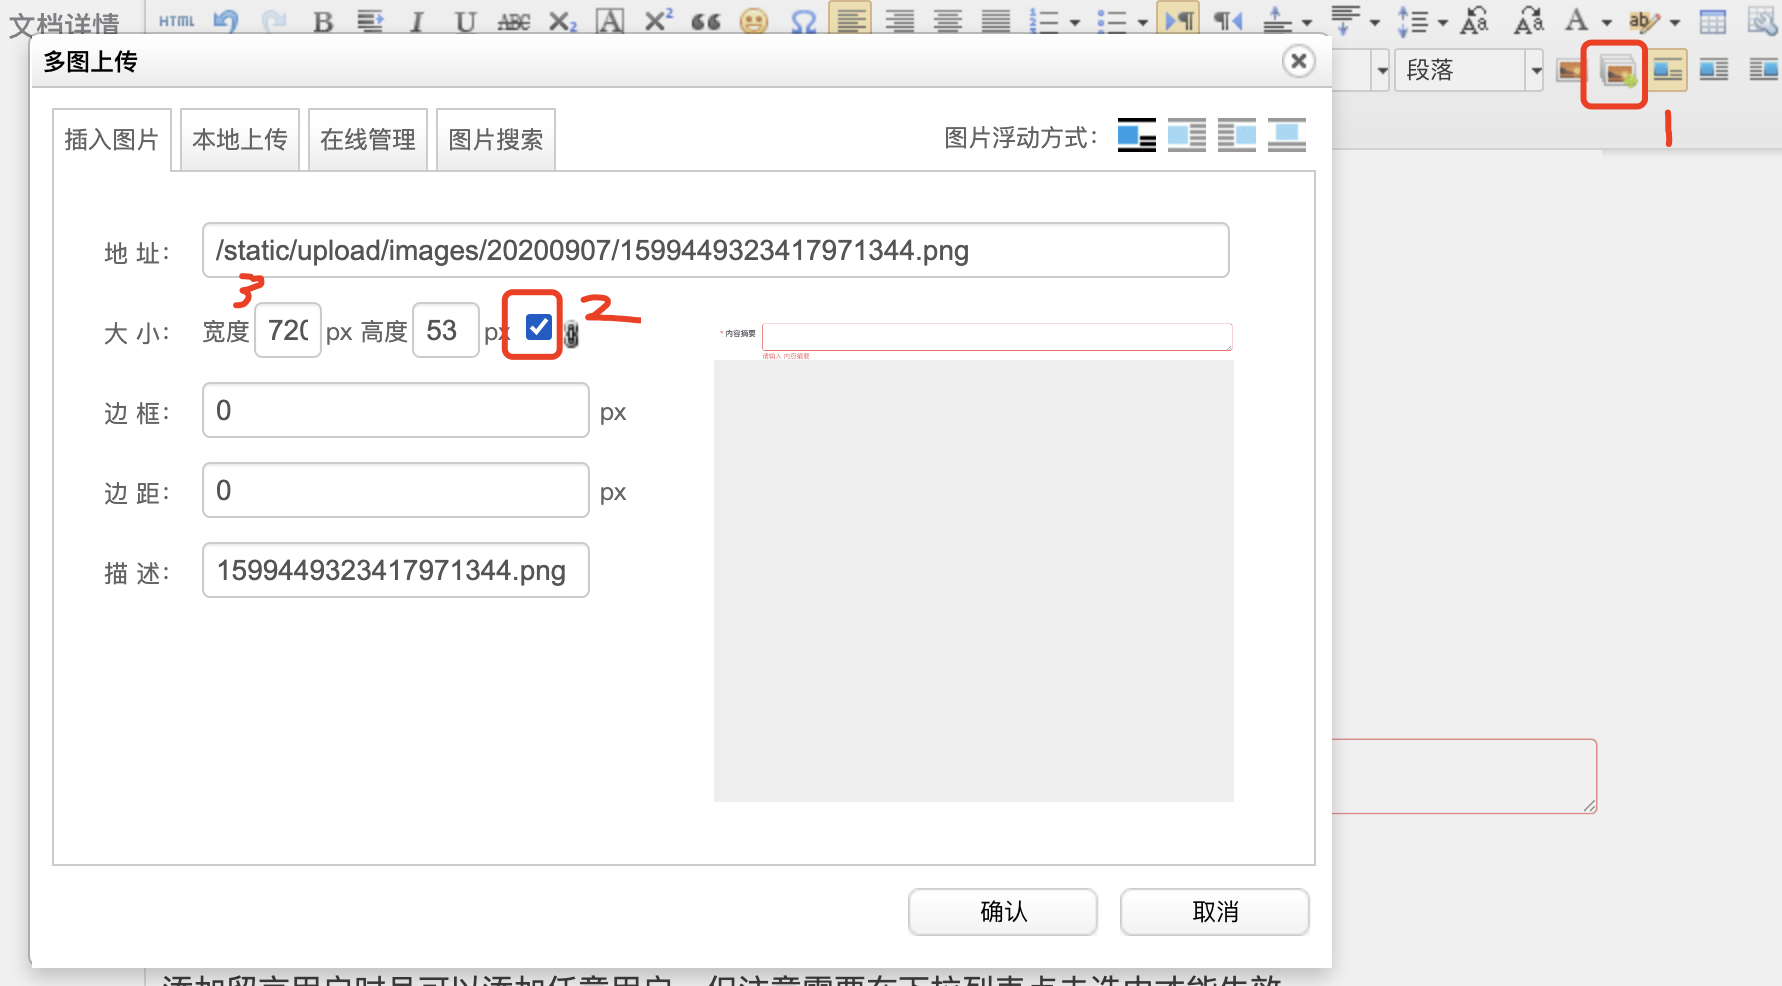 文档详情
HTML B I U ABC X₂ A X² Ω A
多图上传
段落
1
插入图片 本地上传 在线管理 图片搜索 图片浮动方式：
地 址： /static/upload/images/20200907/1599449323417971344.png
3
2
大 小： 宽度 720 px 高度 53 px
* 内容摘要
请输入 内容摘要
边 框： 0 px
边 距： 0 px
描 述： 1599449323417971344.png
确认 取消
添加留言用户时是可以添加任意用户，但注意需要在下拉列表点击选中才能生效